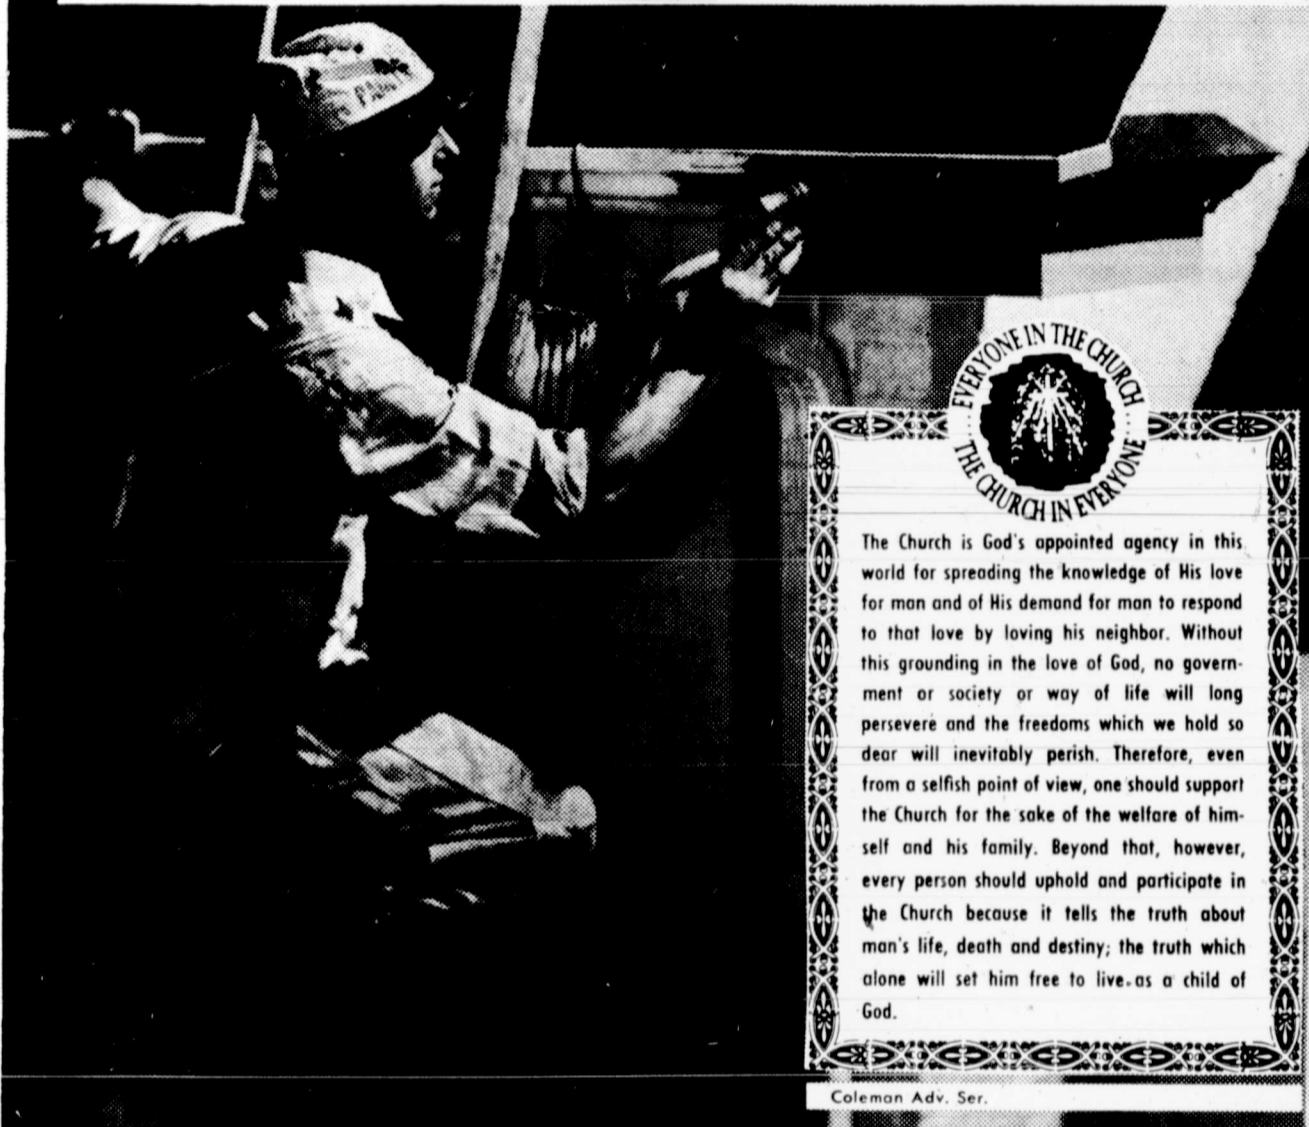 EVERYONE IN THE CHURCH
THE CHURCH IN EVERYONE
The Church is God's appointed agency in this
world for spreading the knowledge of His love
for man and of His demand for man to respond
to that love by loving his neighbor. Without
this grounding in the love of God, no govern-
ment or society or way of life will long
persevere and the freedoms which we hold so
dear will inevitably perish. Therefore, even
from a selfish point of view, one should support
the Church for the sake of the welfare of him-
self and his family. Beyond that, however,
every person should uphold and participate in
the Church because it tells the truth about
man's life, death and destiny; the truth which
alone will set him free to live as a child of
God.
Coleman Adv. Ser.